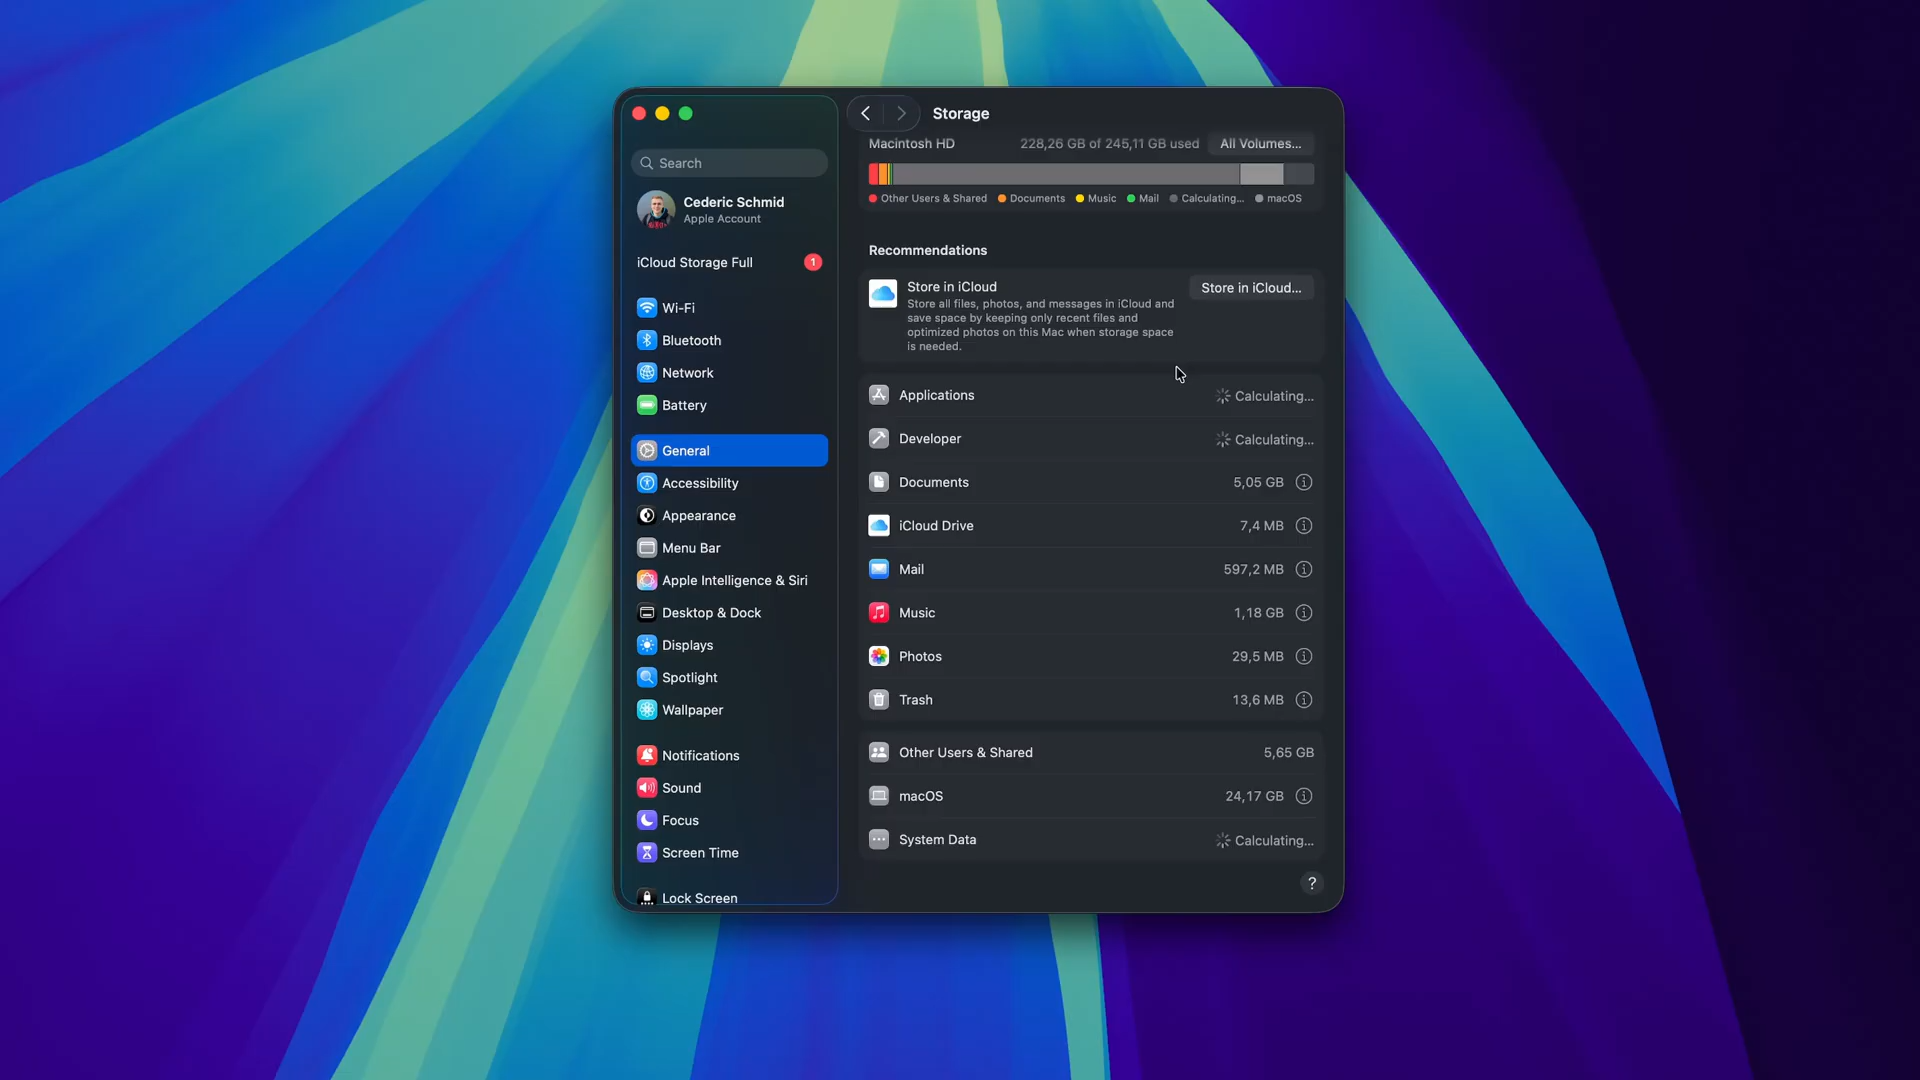 Storage
Search
Cederic Schmid
Apple Account
iCloud Storage Full
1
Wi-Fi
Bluetooth
Network
Battery
General
Accessibility
Appearance
Menu Bar
Apple Intelligence & Siri
Desktop & Dock
Displays
Spotlight
Wallpaper
Notifications
Sound
Focus
Screen Time
Lock Screen
Macintosh HD
228,26 GB of 245,11 GB used
All Volumes...
Other Users & Shared Documents Music Mail Calculating... macOS
Recommendations
Store in iCloud
Store all files, photos, and messages in iCloud and
save space by keeping only recent files and
optimized photos on this Mac when storage space
is needed.
Store in iCloud...
Applications Calculating...
Developer Calculating...
Documents 5,05 GB
iCloud Drive 7,4 MB
Mail 597,2 MB
Music 1,18 GB
Photos 29,5 MB
Trash 13,6 MB
Other Users & Shared 5,65 GB
macOS 24,17 GB
System Data Calculating...
?